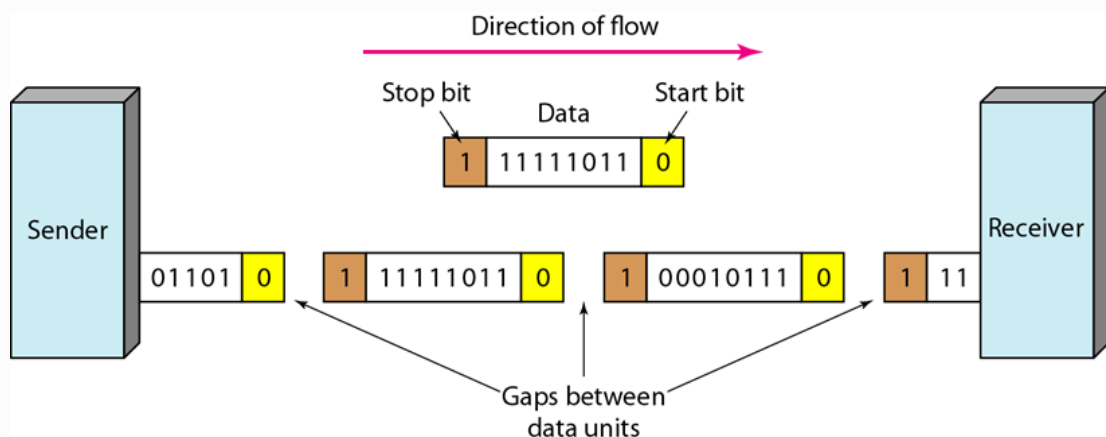 Direction of flow
Stop bit
Data
Start bit
1 11111011 0
Sender
Receiver
01101 0 1 11111011 0 1 00010111 0 1 11
Gaps between
data units